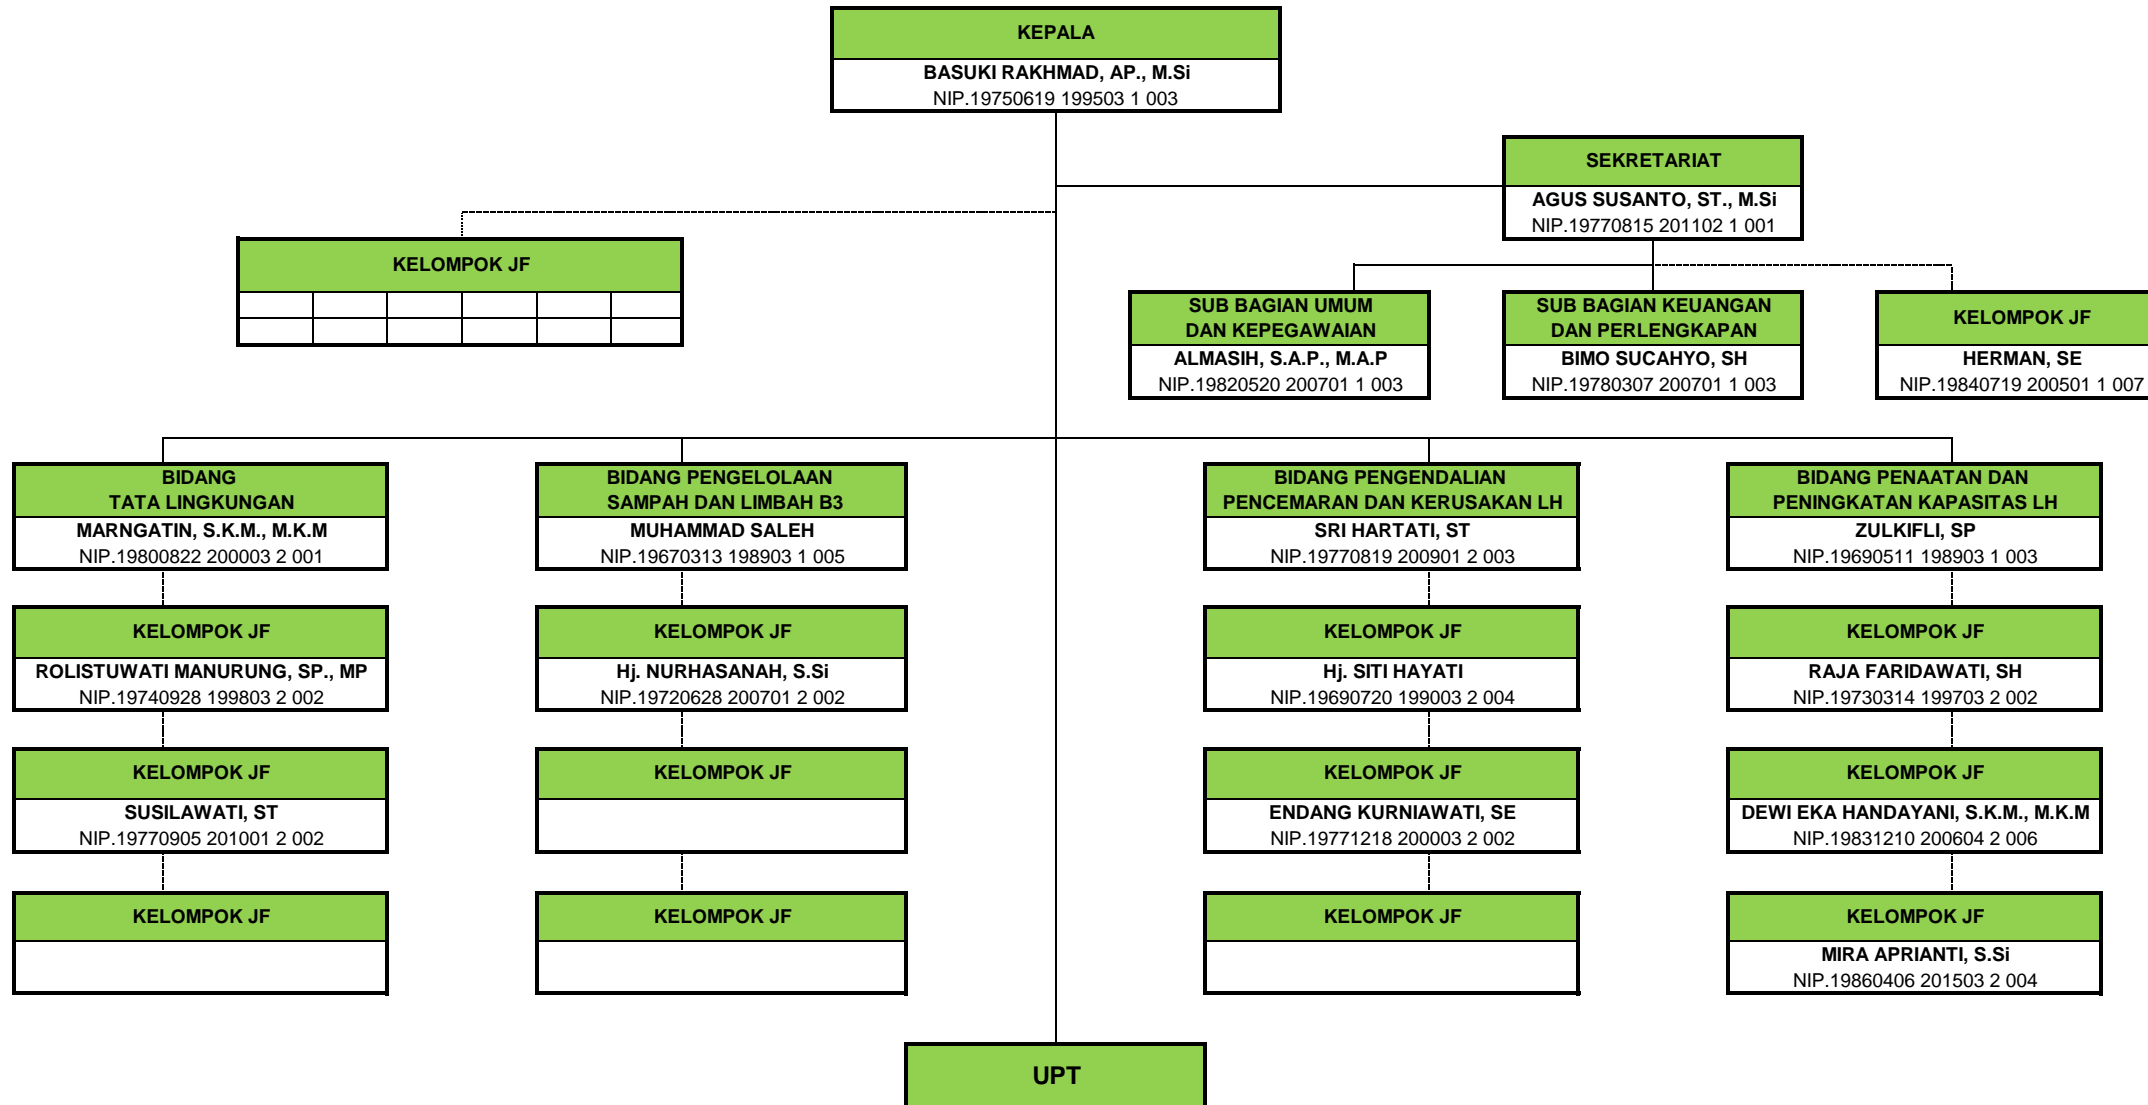 KEPALA
BASUKI RAKHMAD, AP., M.Si
NIP.19750619 199503 1 003
SEKRETARIAT
AGUS SUSANTO, ST., M.Si
NIP.19770815 201102 1 001
KELOMPOK JF
SUB BAGIAN UMUM
DAN KEPEGAWAIAN
ALMASIH, S.A.P., M.A.P
NIP.19820520 200701 1 003
SUB BAGIAN KEUANGAN
DAN PERLENGKAPAN
BIMO SUCAHYO, SH
NIP.19780307 200701 1 003
KELOMPOK JF
HERMAN, SE
NIP.19840719 200501 1 007
BIDANG
TATA LINGKUNGAN
MARNGATIN, S.K.M., M.K.M
NIP.19800822 200003 2 001
BIDANG PENGELOLAAN
SAMPAH DAN LIMBAH B3
MUHAMMAD SALEH
NIP.19670313 198903 1 005
BIDANG PENGENDALIAN
PENCEMARAN DAN KERUSAKAN LH
SRI HARTATI, ST
NIP.19770819 200901 2 003
BIDANG PENAATAN DAN
PENINGKATAN KAPASITAS LH
ZULKIFLI, SP
NIP.19690511 198903 1 003
KELOMPOK JF
ROLISTUWATI MANURUNG, SP., MP
NIP.19740928 199803 2 002
KELOMPOK JF
Hj. NURHASANAH, S.Si
NIP.19720628 200701 2 002
KELOMPOK JF
Hj. SITI HAYATI
NIP.19690720 199003 2 004
KELOMPOK JF
RAJA FARIDAWATI, SH
NIP.19730314 199703 2 002
KELOMPOK JF
SUSILAWATI, ST
NIP.19770905 201001 2 002
KELOMPOK JF
KELOMPOK JF
ENDANG KURNIAWATI, SE
NIP.19771218 200003 2 002
KELOMPOK JF
DEWI EKA HANDAYANI, S.K.M., M.K.M
NIP.19831210 200604 2 006
KELOMPOK JF
KELOMPOK JF
KELOMPOK JF
KELOMPOK JF
MIRA APRIANTI, S.Si
NIP.19860406 201503 2 004
UPT